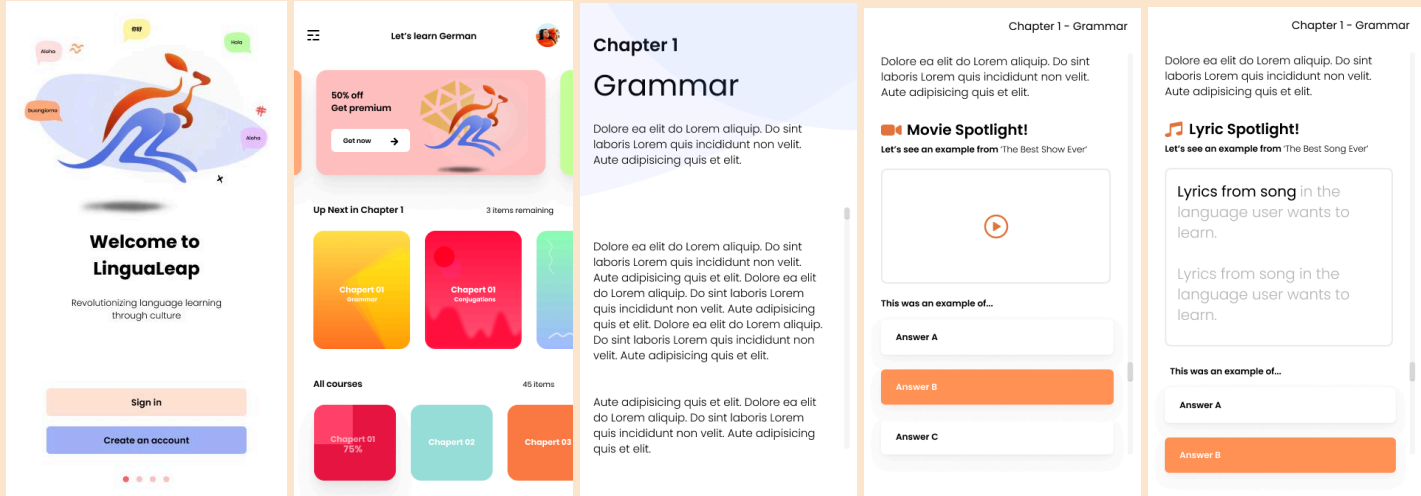 你好
Aloha
Hola
buongiorno
#
Aloha
Welcome to
LinguaLeap
Revolutionizing language learning
through culture
Sign in
Create an account
Let's learn German
50% off
Get premium
Get now
Up Next in Chapter 1
3 items remaining
Chapert 01
Grammar
Chapert 01
Conjugations
All courses
45 items
Chapert 01
75%
Chapert 02
Chapert 03
Chapter 1
Grammar
Dolore ea elit do Lorem aliquip. Do sint
laboris Lorem quis incididunt non velit.
Aute adipisicing quis et elit.
Dolore ea elit do Lorem aliquip. Do sint
laboris Lorem quis incididunt non velit.
Aute adipisicing quis et elit. Dolore ea elit
do Lorem aliquip. Do sint laboris Lorem
quis incididunt non velit. Aute adipisicing
quis et elit. Dolore ea elit do Lorem aliquip.
Do sint laboris Lorem quis incididunt non
velit. Aute adipisicing quis et elit.
Aute adipisicing quis et elit. Dolore ea elit
do Lorem aliquip. Do sint laboris Lorem
quis incididunt non velit. Aute adipisicing
quis et elit.
Chapter 1 - Grammar
Dolore ea elit do Lorem aliquip. Do sint
laboris Lorem quis incididunt non velit.
Aute adipisicing quis et elit.
Movie Spotlight!
Let's see an example from 'The Best Show Ever'
This was an example of...
Answer A
Answer B
Answer C
Chapter 1 - Grammar
Dolore ea elit do Lorem aliquip. Do sint
laboris Lorem quis incididunt non velit.
Aute adipisicing quis et elit.
Lyric Spotlight!
Let's see an example from 'The Best Song Ever'
Lyrics from song in the
language user wants to
learn.
Lyrics from song in the
language user wants to
learn.
This was an example of...
Answer A
Answer B